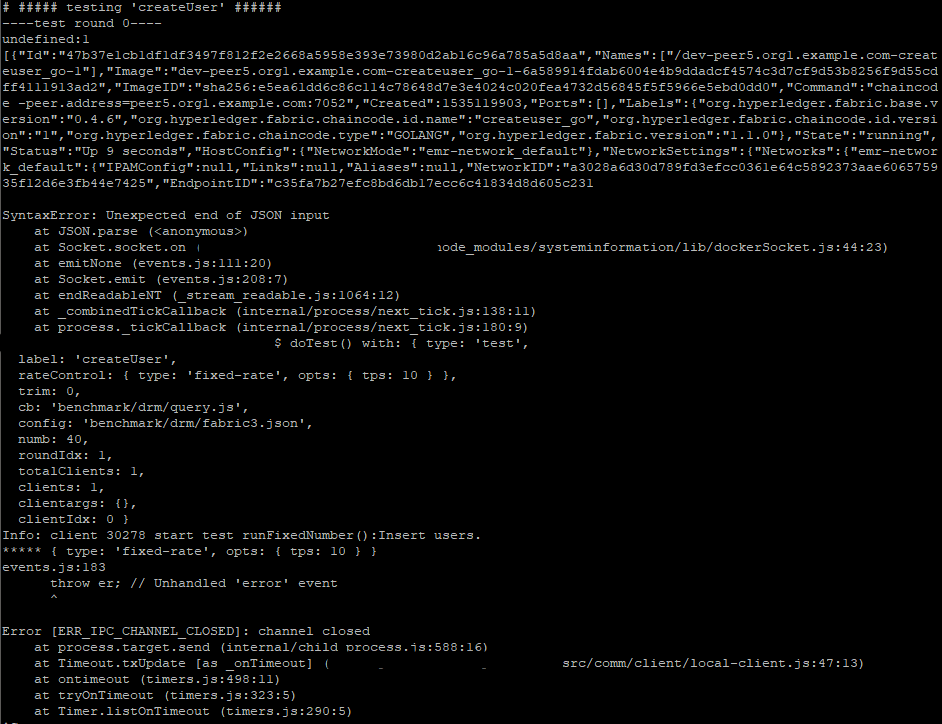 # ##### testing 'createUser' ######
----test round 0----
undefined:1
[{"Id":"47b37e1cb1df1df3497f812f2e2668a5958e393e73980d2ab16c96a785a5d8aa","Names":["/dev-peer5.org1.example.com-creat
euser_go-1"],"Image":"dev-peer5.org1.example.com-createuser_go-1-6a589914fdab6004e4b9ddadcf4574c3d7cf9d53b8256f9d55cd
ff4111913ad2","ImageID":"sha256:e5ea61dd6c86c114c78648d7e3e4024c020fea4732d56845f5f5966e5ebd0dd0","Command":"chaincod
e -peer.address=peer5.org1.example.com:7052","Created":1535119903,"Ports":[],"Labels":{"org.hyperledger.fabric.base.v
ersion":"0.4.6","org.hyperledger.fabric.chaincode.id.name":"createuser_go","org.hyperledger.fabric.chaincode.id.versi
on":"1","org.hyperledger.fabric.chaincode.type":"GOLANG","org.hyperledger.fabric.version":"1.1.0"},"State":"running",
"Status":"Up 9 seconds","HostConfig":{"NetworkMode":"emr-network_default"},"NetworkSettings":{"Networks":{"emr-networ
k_default":{"IPAMConfig":null,"Links":null,"Aliases":null,"NetworkID":"a3028a6d30d789fd3efcc0361e64c5892373aae6065759
35f12d6e3fb44e7425","EndpointID":"c35fa7b27efc8bd6db17ecc6c41834d8d605c231
SyntaxError: Unexpected end of JSON input
at JSON.parse (<anonymous>)
at Socket.socket.on ( node_modules/systeminformation/lib/dockerSocket.js:44:23)
at emitNone (events.js:111:20)
at Socket.emit (events.js:208:7)
at endReadableNT (_stream_readable.js:1064:12)
at _combinedTickCallback (internal/process/next_tick.js:138:11)
at process._tickCallback (internal/process/next_tick.js:180:9)
$ doTest() with: { type: 'test',
label: 'createUser',
rateControl: { type: 'fixed-rate', opts: { tps: 10 } },
trim: 0,
cb: 'benchmark/drm/query.js',
config: 'benchmark/drm/fabric3.json',
numb: 40,
roundIdx: 1,
totalClients: 1,
clients: 1,
clientargs: {},
clientIdx: 0 }
Info: client 30278 start test runFixedNumber():Insert users.
***** { type: 'fixed-rate', opts: { tps: 10 } }
events.js:183
throw er; // Unhandled 'error' event
^
Error [ERR_IPC_CHANNEL_CLOSED]: channel closed
at process.target.send (internal/child_process.js:588:16)
at Timeout.txUpdate [as _onTimeout] ( src/comm/client/local-client.js:47:13)
at ontimeout (timers.js:498:11)
at tryOnTimeout (timers.js:323:5)
at Timer.listOnTimeout (timers.js:290:5)